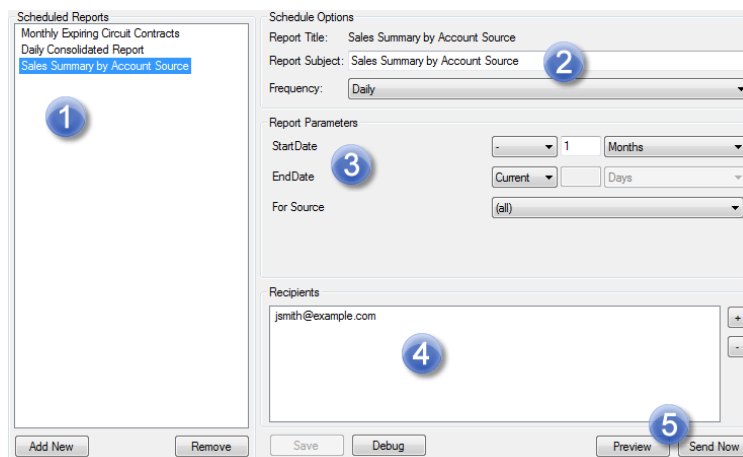 Scheduled Reports
Monthly Expiring Circuit Contracts
Daily Consolidated Report
Sales Summary by Account Source
1
Add New
Remove
Schedule Options
Report Title: Sales Summary by Account Source
Report Subject: Sales Summary by Account Source
2
Frequency: Daily
Report Parameters
StartDate - 1 Months
3
EndDate Current Days
For Source (all)
Recipients
jsmith@example.com
+
-
4
5
Save
Debug
Preview
Send Now